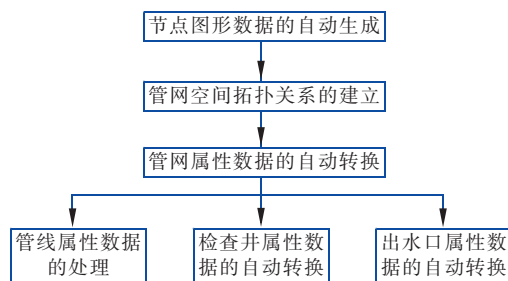 节点图形数据的自动生成
管网空间拓扑关系的建立
管网属性数据的自动转换
管线属性数据
的处理
检查井属性数
据的自动转换
出水口属性数
据的自动转换